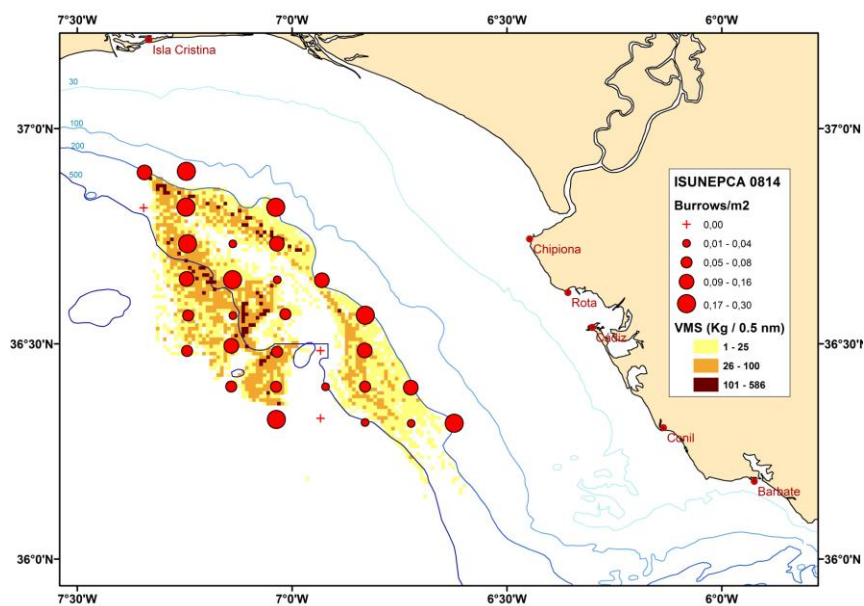 7°30'W 7°0'W 6°30'W 6°0'W
Isla Cristina
30
37°0'N 37°0'N
100
200
500
ISUNEPCA 0814
Burrows/m2
0,00
0,01 - 0,04
0,05 - 0,08
0,09 - 0,16
0,17 - 0,30
VMS (Kg / 0.5 nm)
1 - 25
26 - 100
101 - 586
Chipiona
Rota
Cádiz
36°30'N 36°30'N
Conil
Barbate
36°0'N 36°0'N
7°30'W 7°0'W 6°30'W 6°0'W